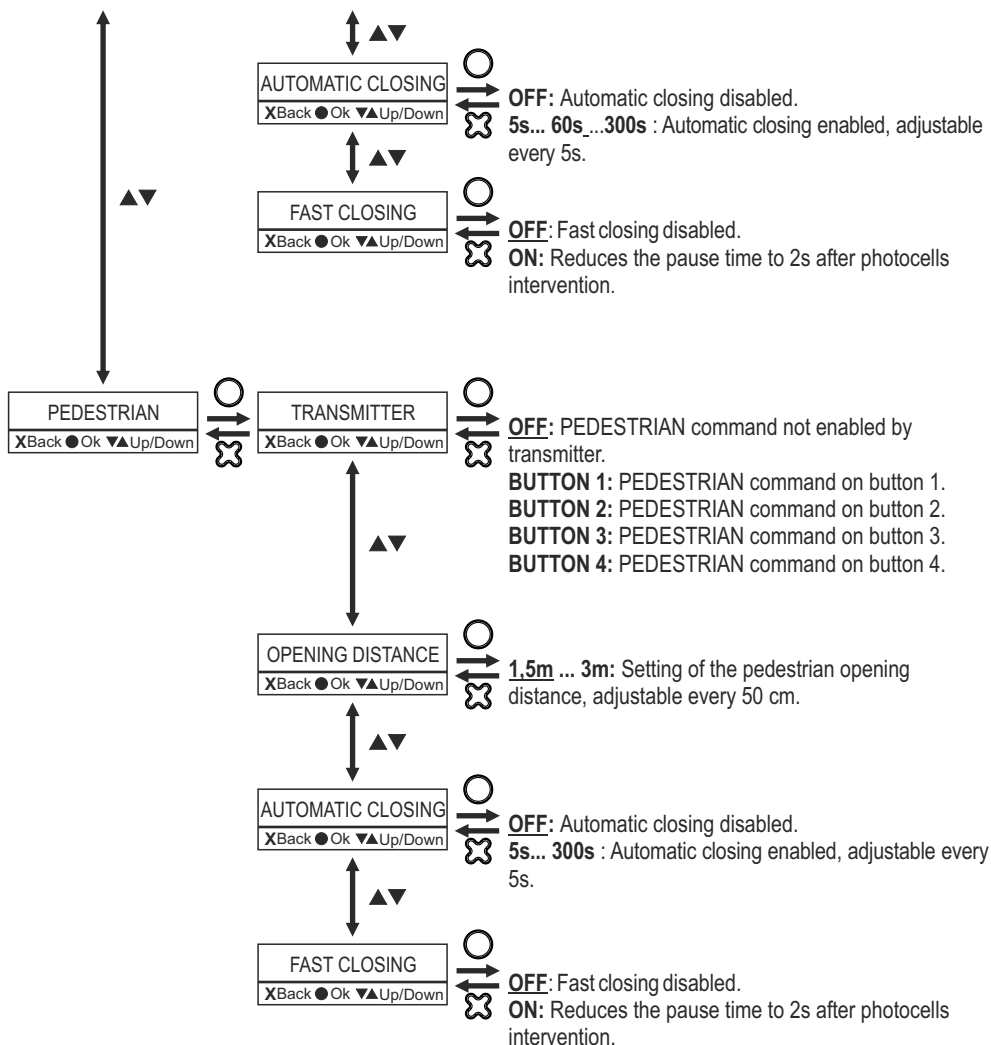 ▲▼
AUTOMATIC CLOSING
XBack ● Ok ▼▲Up/Down
OFF: Automatic closing disabled.
5s... 60s ...300s : Automatic closing enabled, adjustable
every 5s.
▲▼
▲▼
FAST CLOSING
XBack ● Ok ▼▲Up/Down
OFF: Fast closing disabled.
ON: Reduces the pause time to 2s after photocells
intervention.
PEDESTRIAN
XBack ● Ok ▼▲Up/Down
TRANSMITTER
XBack ● Ok ▼▲Up/Down
OFF: PEDESTRIAN command not enabled by
transmitter.
BUTTON 1: PEDESTRIAN command on button 1.
BUTTON 2: PEDESTRIAN command on button 2.
BUTTON 3: PEDESTRIAN command on button 3.
BUTTON 4: PEDESTRIAN command on button 4.
▲▼
OPENING DISTANCE
XBack ● Ok ▼▲Up/Down
1,5m ... 3m: Setting of the pedestrian opening
distance, adjustable every 50 cm.
▲▼
AUTOMATIC CLOSING
XBack ● Ok ▼▲Up/Down
OFF: Automatic closing disabled.
5s... 300s : Automatic closing enabled, adjustable every
5s.
▲▼
FAST CLOSING
XBack ● Ok ▼▲Up/Down
OFF: Fast closing disabled.
ON: Reduces the pause time to 2s after photocells
intervention.